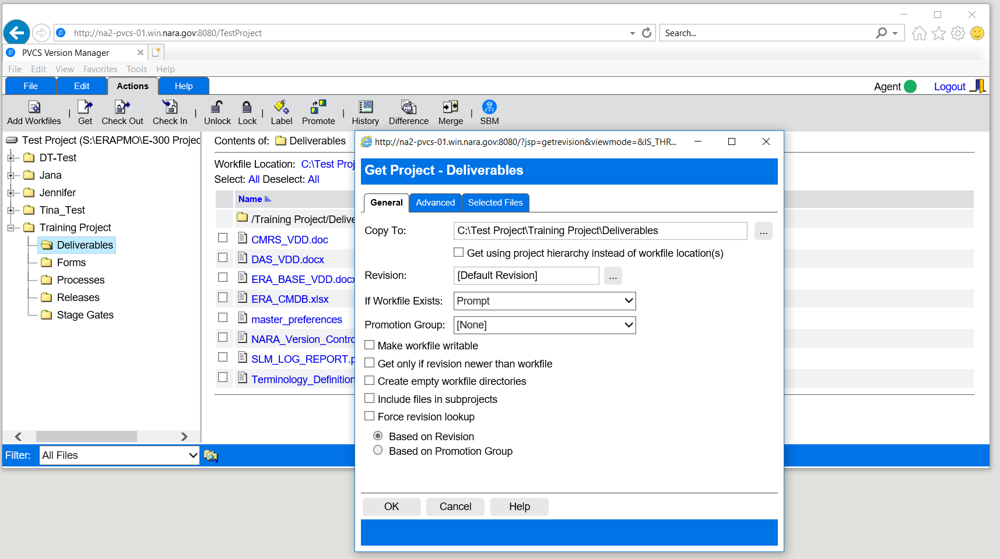 http://na2-pvcs-01.win.nara.gov:8080/TestProject
Search...
PVCS Version Manager
File Edit View Favorites Tools Help
File Edit Actions Help
Agent Logout
Add Workfiles | Get Check Out Check In | Unlock Lock | Label Promote | History Difference Merge | SBM
Test Project (S:\ERAPMO\E-300 Projec
DT-Test
Jana
Jennifer
Tina_Test
Training Project
Deliverables
Forms
Processes
Releases
Stage Gates
Contents of: Deliverables
Workfile Location: C:\Test Proj
Select: All Deselect: All
Name
/Training Project/Delive
CMRS_VDD.doc
DAS_VDD.docx
ERA_BASE_VDD.docx
ERA_CMDB.xlsx
master_preferences
NARA_Version_Contro
SLM_LOG_REPORT.p
Terminology_Definition
Filter: All Files
http://na2-pvcs-01.win.nara.gov:8080/?jsp=getrevision&viewmode=&IS_THR...
Get Project - Deliverables
General Advanced Selected Files
Copy To: C:\Test Project\Training Project\Deliverables ...
Get using project hierarchy instead of workfile location(s)
Revision: [Default Revision] ...
If Workfile Exists: Prompt
Promotion Group: [None]
Make workfile writable
Get only if revision newer than workfile
Create empty workfile directories
Include files in subprojects
Force revision lookup
Based on Revision
Based on Promotion Group
OK Cancel Help